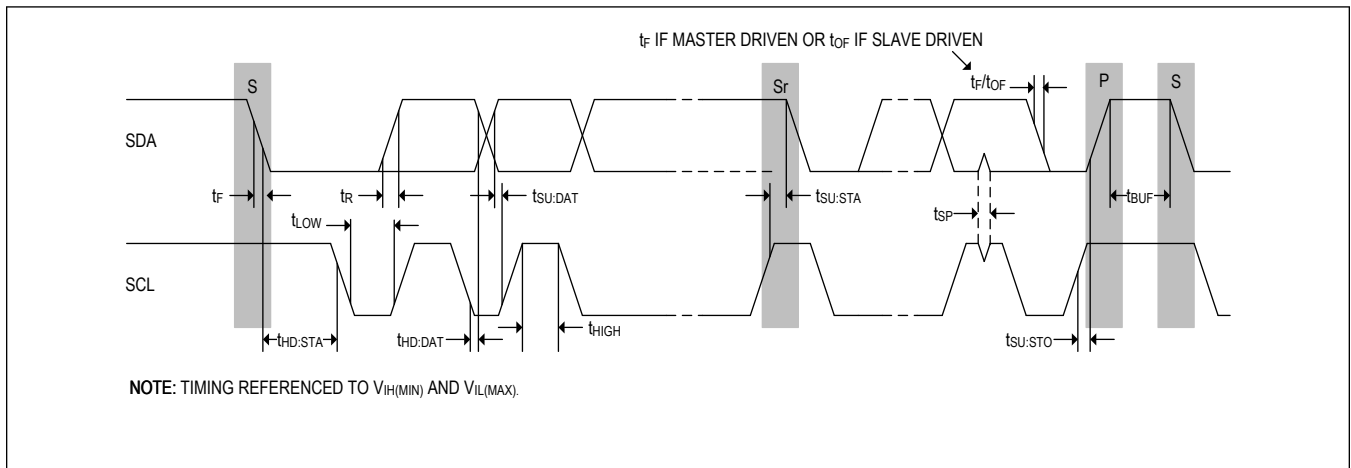 tF IF MASTER DRIVEN OR tOF IF SLAVE DRIVEN
S
Sr
tF/tOF
P
S
SDA
tF
tR
tSU:DAT
tSU:STA
tSP
tBUF
tLOW
SCL
tHD:STA
tHD:DAT
tHIGH
tSU:STO
NOTE: TIMING REFERENCED TO VIH(MIN) AND VIL(MAX).